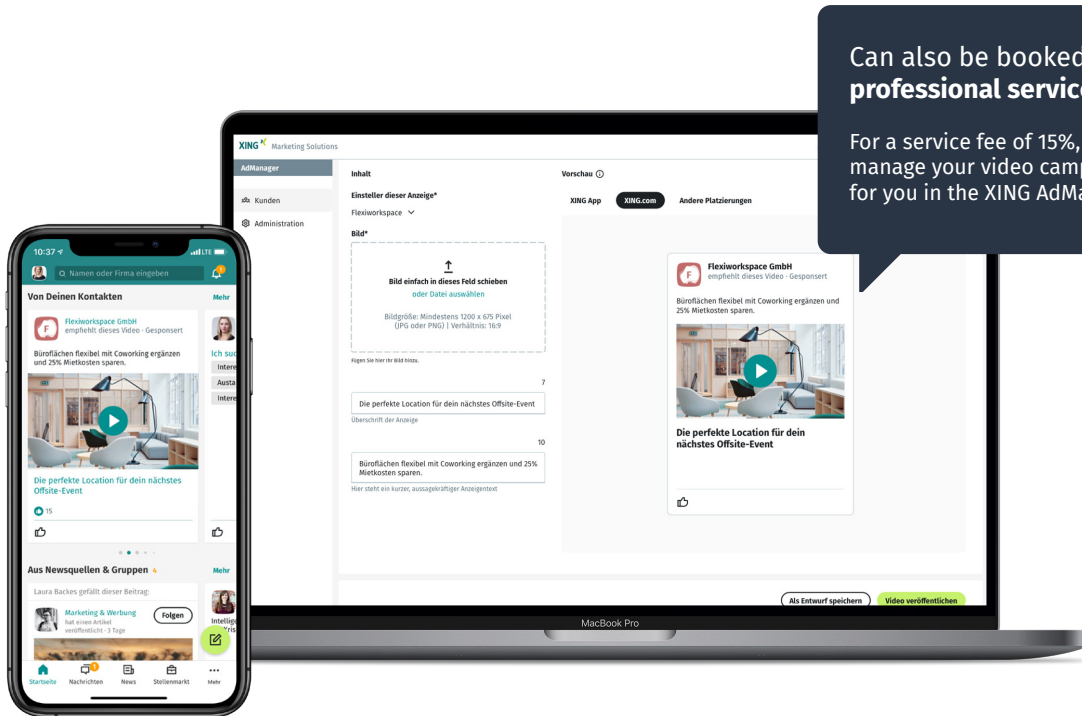 Can also be booked
professional service
For a service fee of 15%,
manage your video camp
for you in the XING AdMa
XING Marketing Solutions
AdManager
Kunden
Administration
Inhalt
Einsteller dieser Anzeige*
Flexiworkspace
Bild*
Bild einfach in dieses Feld schieben
oder Datei auswählen
Bildgröße: Mindestens 1200 x 675 Pixel
(JPG oder PNG) | Verhältnis: 16:9
Fügen Sie hier Ihr Bild hinzu.
7
Die perfekte Location für dein nächstes Offsite-Event
Überschrift der Anzeige
10
Büroflächen flexibel mit Coworking ergänzen und 25%
Mietkosten sparen.
Hier steht ein kurzer, aussagekräftiger Anzeigentext
Vorschau
XING App XING.com Andere Platzierungen
F
Flexiworkspace GmbH
empfiehlt dieses Video · Gesponsert
Büroflächen flexibel mit Coworking ergänzen und
25% Mietkosten sparen.
Die perfekte Location für dein
nächstes Offsite-Event
Als Entwurf speichern Video veröffentlichen
MacBook Pro
10:37 LTE
Namen oder Firma eingeben
Von Deinen Kontakten Mehr
F
Flexiworkspace GmbH
empfiehlt dieses Video · Gesponsert
Büroflächen flexibel mit Coworking ergänzen
und 25% Mietkosten sparen.
Ich suc
Intere
Austa
Intere
Die perfekte Location für dein nächstes
Offsite-Event
15
Aus Newsquellen & Gruppen 4 Mehr
Laura Backes gefällt dieser Beitrag:
Marketing & Werbung
hat einen Artikel
veröffentlicht · 3 Tage
Folgen
Intellige
Kris
Startseite Nachrichten News Stellenmarkt Mehr